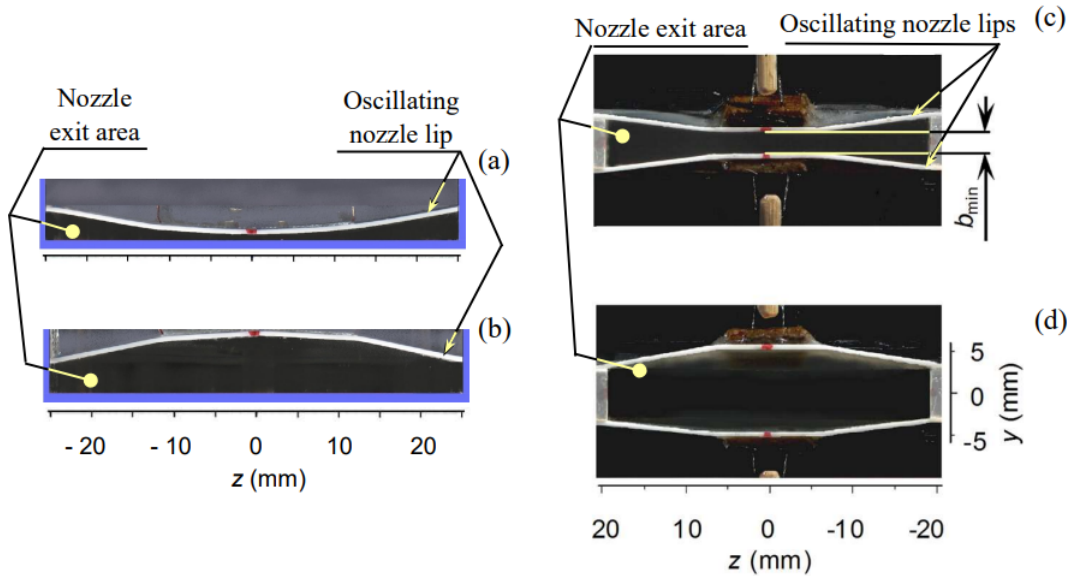 Nozzle
exit area
Oscillating
nozzle lip
(a)
(b)
- 20
- 10
0
10
20
z (mm)
Nozzle exit area
Oscillating nozzle lips
(c)
b min
(d)
5
0
-5
y (mm)
20
10
0
-10
-20
z (mm)